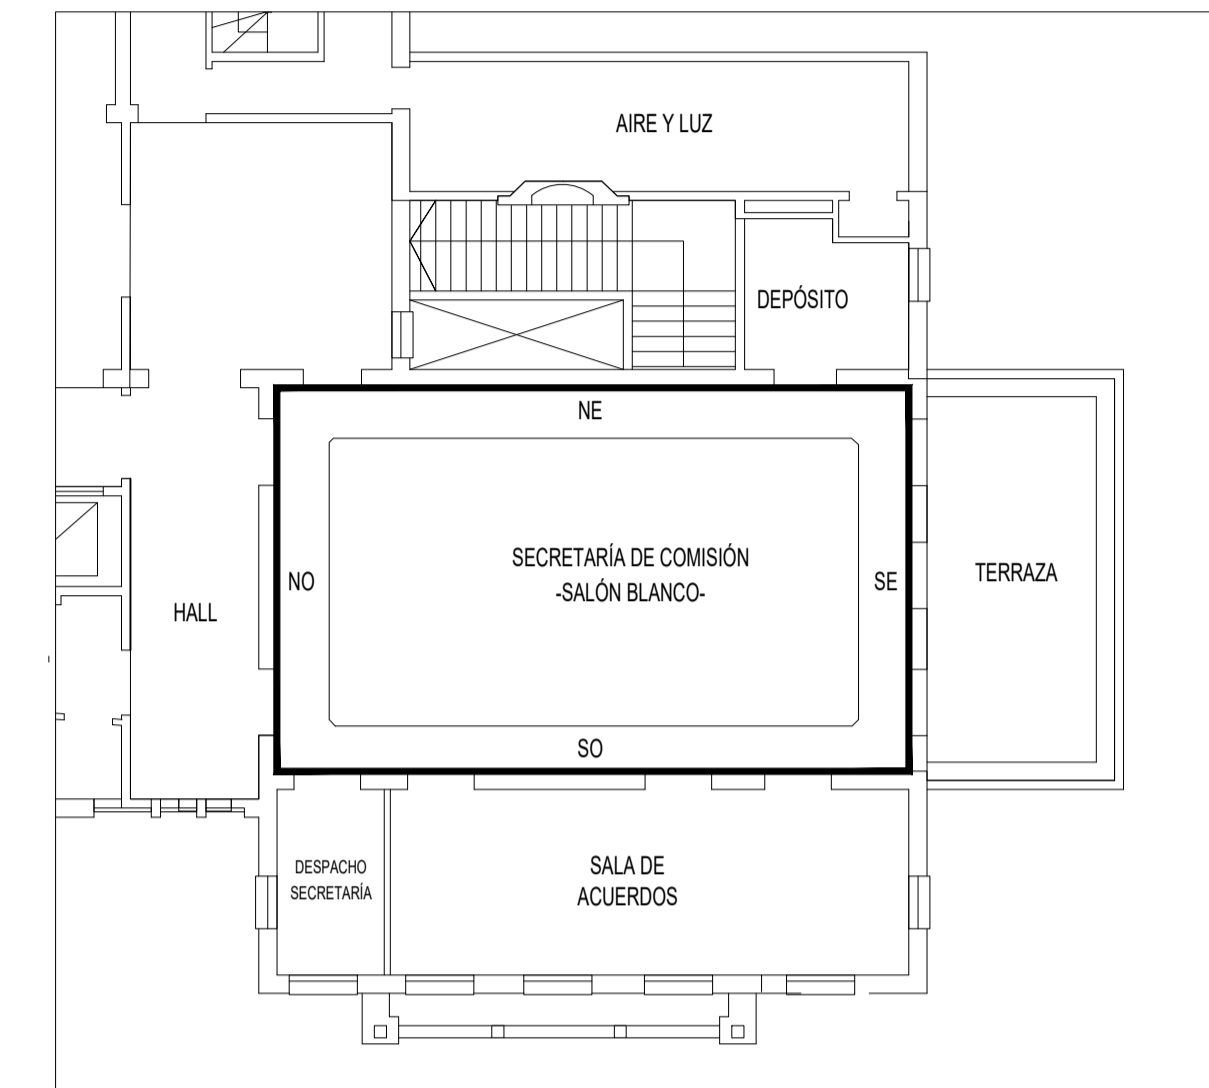 AIRE Y LUZ
DEPÓSITO
NE
SECRETARÍA DE COMISIÓN
-SALÓN BLANCO-
NO
SE
TERRAZA
HALL
SO
DESPACHO
SECRETARÍA
SALA DE
ACUERDOS